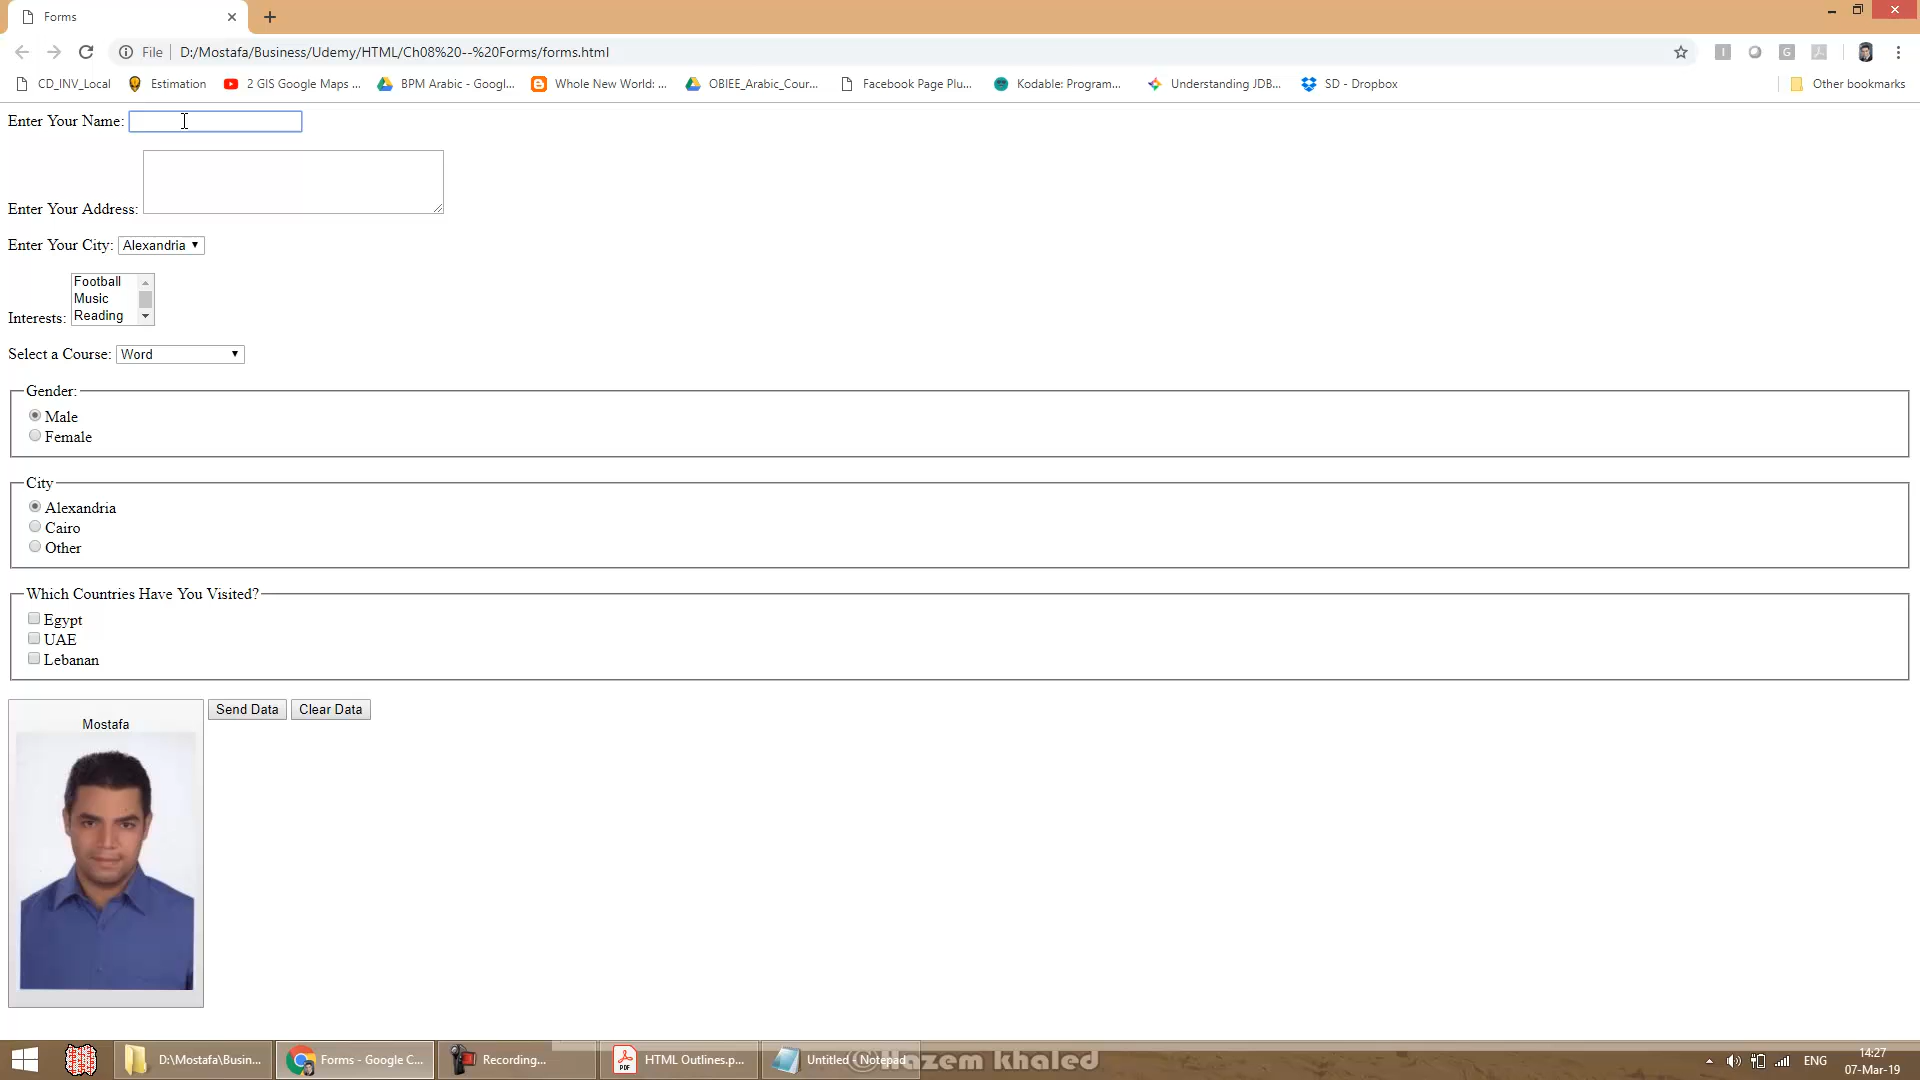 Forms
File
D:/Mostafa/Business/Udemy/HTML/Ch08%20--%20Forms/forms.html
CD_INV_Local
Estimation
2 GIS Google Maps ...
BPM Arabic - Googl...
Whole New World: ...
OBIEE_Arabic_Cour...
Facebook Page Plu...
Kodable: Program...
Understanding JDB...
SD - Dropbox
Other bookmarks
Enter Your Name:
Enter Your Address:
Enter Your City: Alexandria
Football
Music
Reading
Interests:
Select a Course: Word
Gender:
Male
Female
City
Alexandria
Cairo
Other
Which Countries Have You Visited?
Egypt
UAE
Lebanan
Send Data
Clear Data
Mostafa
D:\Mostafa\Busin...
Forms - Google C...
Recording...
HTML Outlines.p...
Untitled - Notepad
©Hazem khaled
ENG
14:27
07-Mar-19